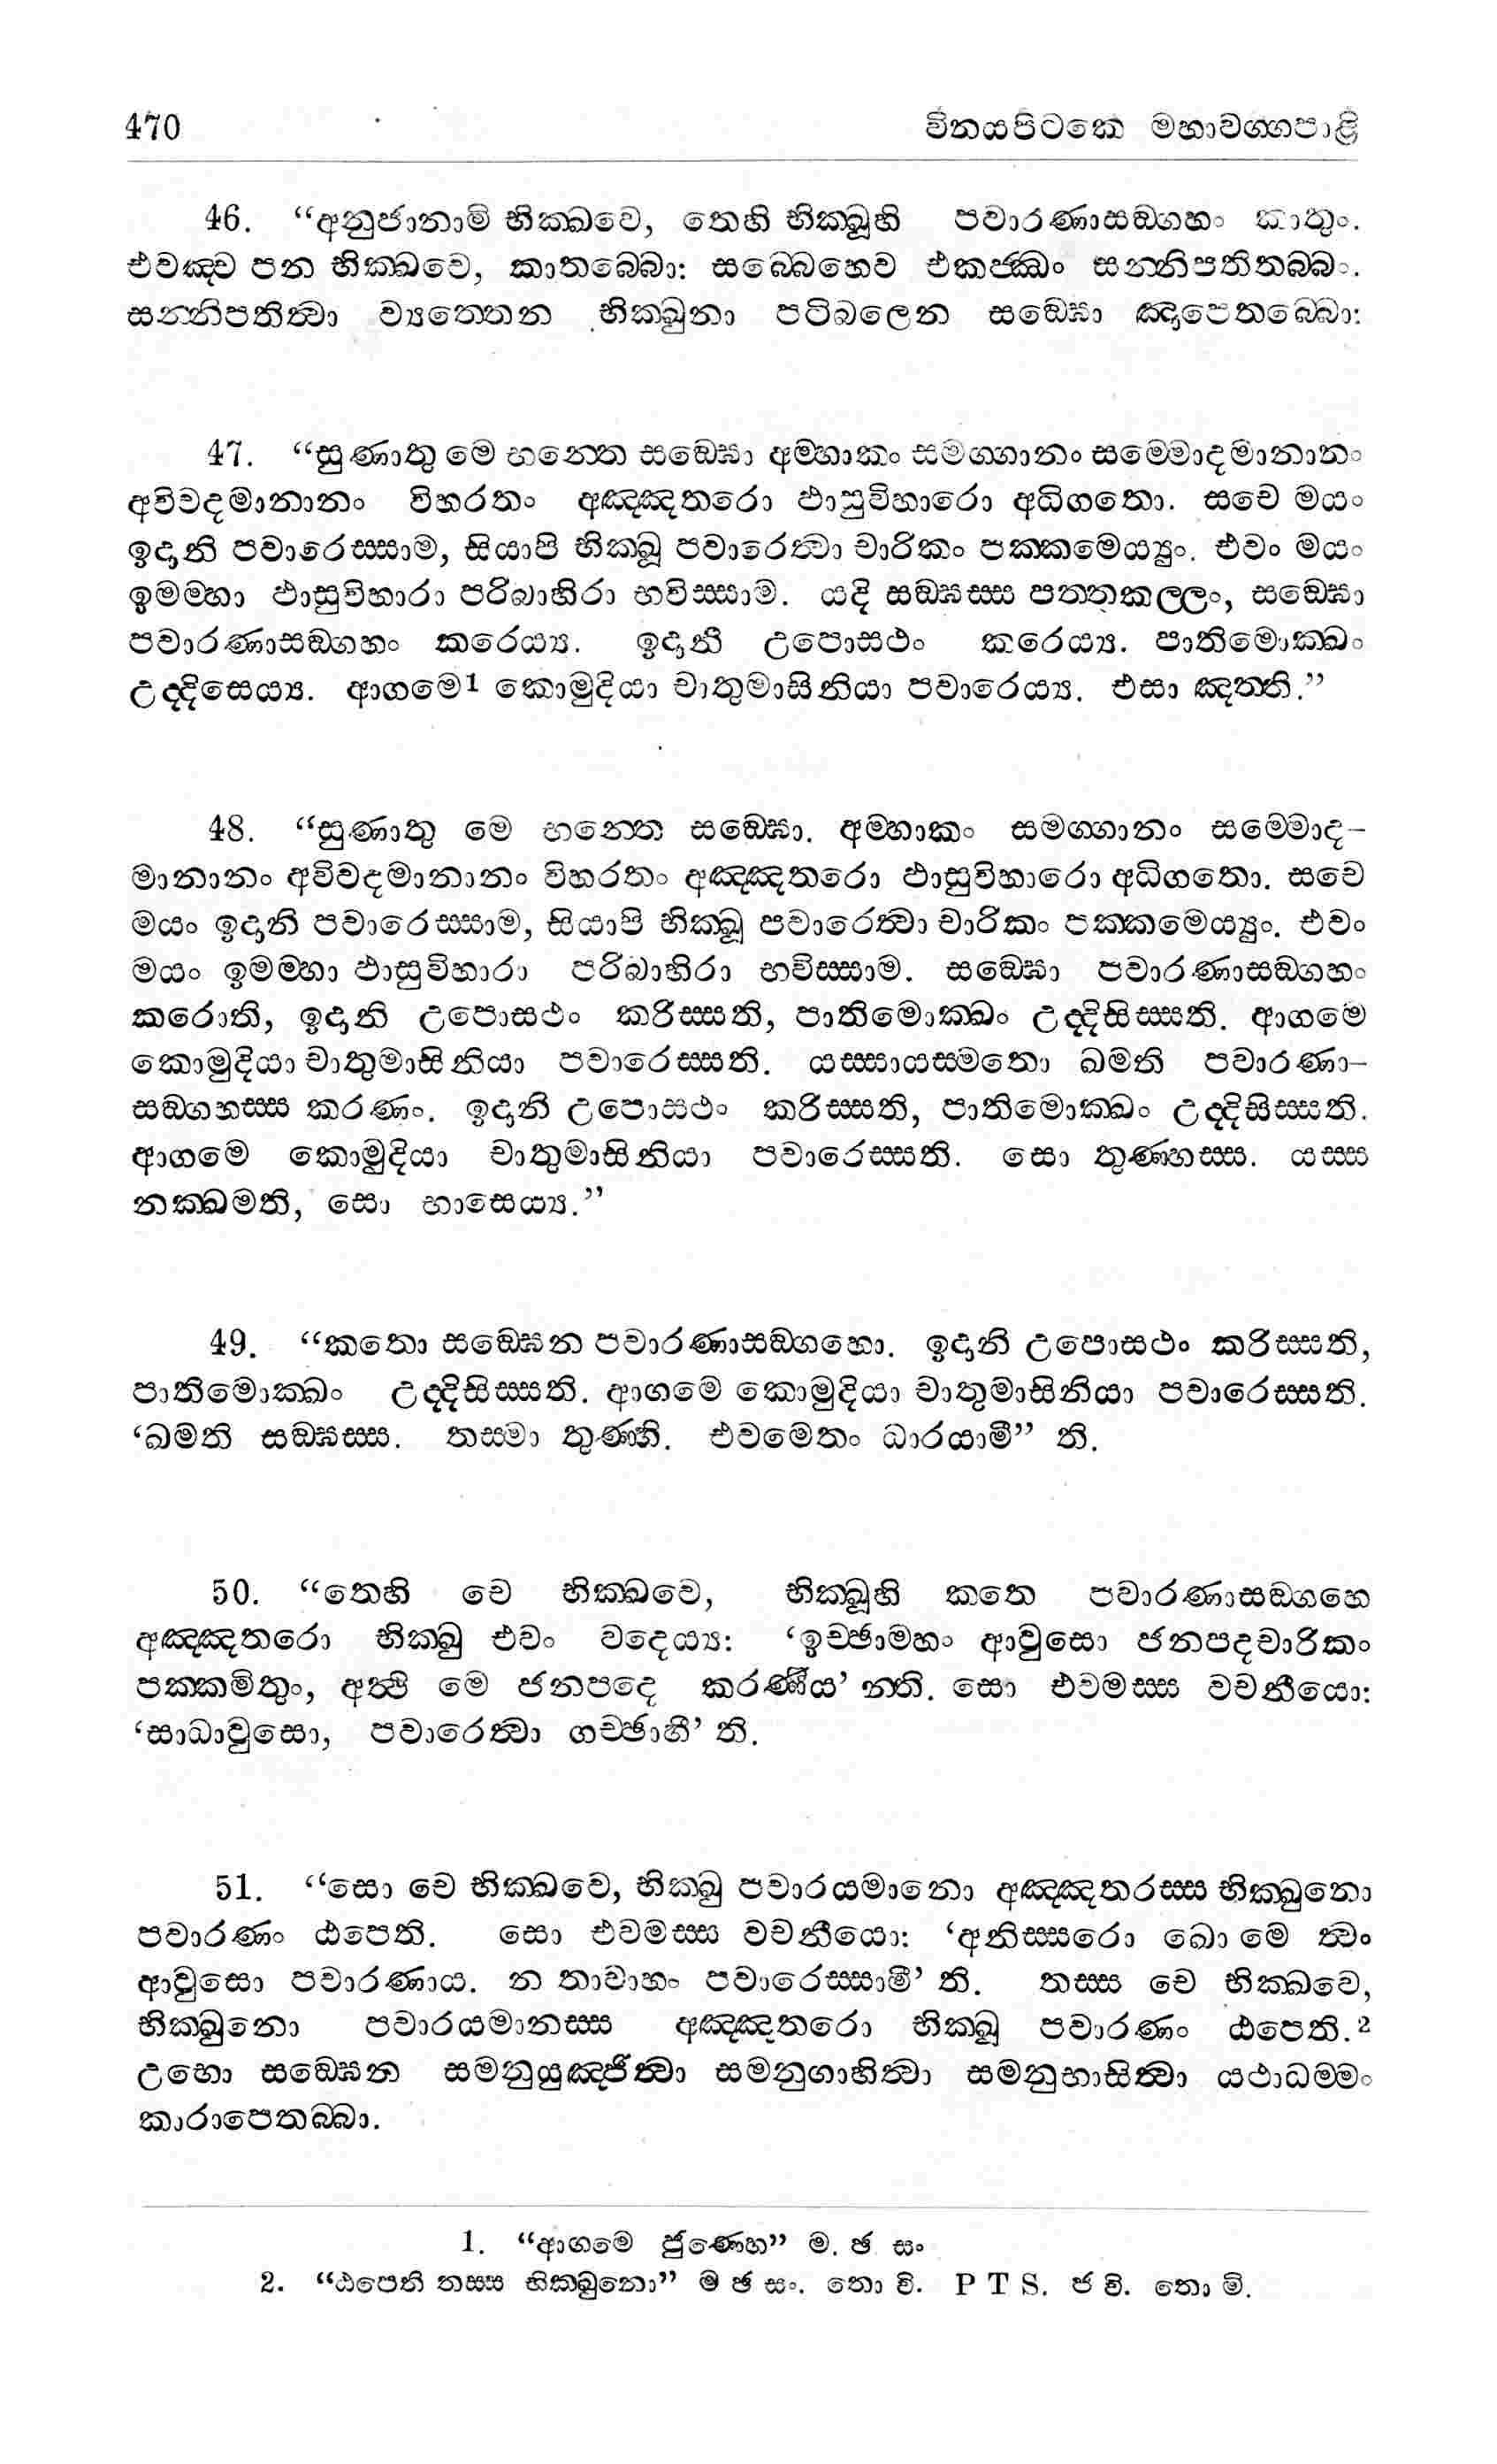 470 විනයපිටකෙ මහාවග්ගපාළි
46. “අනුජානාමි භික්ඛවෙ, තෙහි භික්ඛූහි පවාරණාසඞ්ගහං කාතුං.
එවඤ්ච පන භික්ඛවෙ, කාතබ්බො: සබ්බෙහෙව එකජ්ඣං සන්නිපතිතබ්බං.
සන්නිපතිත්වා ව්‍යත්තෙන භික්ඛුනා පටිබලෙන සඞ්ඝො ඤාපෙතබ්බො:
47. “සුණාතු මෙ භන්තෙ සඞ්ඝො අම්හාකං සමග්ගානං සම්මොදමානානං
අවිවදමානානං විහරතං අඤ්ඤතරො ඵාසුවිහාරො අධිගතො. සචෙ මයං
ඉදානි පවාරෙස්සාම, සියාපි භික්ඛූ පවාරෙත්වා චාරිකං පක්කමෙය්‍යුං. එවං මයං
ඉමම්හා ඵාසුවිහාරා පරිබාහිරා භවිස්සාම. යදි සඞ්ඝස්ස පත්තකල්ලං, සඞ්ඝො
පවාරණාසඞ්ගහං කරෙය්‍ය. ඉදානී උපොසථං කරෙය්‍ය. පාතිමොක්ඛං
උද්දිසෙය්‍ය. ආගමෙ1 කොමුදියා චාතුමාසිනියා පවාරෙය්‍ය. එසා ඤත්ති.”
48. “සුණාතු මෙ භන්තෙ සඞ්ඝො. අම්හාකං සමග්ගානං සම්මොද-
මානානං අවිවදමානානං විහරතං අඤ්ඤතරො ඵාසුවිහාරො අධිගතො. සචෙ
මයං ඉදානි පවාරෙස්සාම, සියාපි භික්ඛූ පවාරෙත්වා චාරිකං පක්කමෙය්‍යුං. එවං
මයං ඉමම්හා ඵාසුවිහාරා පරිබාහිරා භවිස්සාම. සඞ්ඝො පවාරණාසඞ්ගහං
කරොති, ඉදානි උපොසථං කරිස්සති, පාතිමොක්ඛං උද්දිසිස්සති. ආගමෙ
කොමුදියා චාතුමාසිනියා පවාරෙස්සති. යස්සායස්මතො ඛමති පවාරණා-
සඞ්ගහස්ස කරණං. ඉදානි උපොසථං කරිස්සති, පාතිමොක්ඛං උද්දිසිස්සති.
ආගමෙ කොමුදියා චාතුමාසිනියා පවාරෙස්සති. සො තුණ්හස්ස. යස්ස
නක්ඛමති, සො භාසෙය්‍ය.”
49. “කතො සඞ්ඝෙන පවාරණාසඞ්ගහො. ඉදානි උපොසථං කරිස්සති,
පාතිමොක්ඛං උද්දිසිස්සති. ආගමෙ කොමුදියා චාතුමාසිනියා පවාරෙස්සති.
‘ඛමති සඞ්ඝස්ස. තස්මා තුණ්හි. එවමෙතං ධාරයාමී” ති.
50. “තෙහි චෙ භික්ඛවෙ, භික්ඛූහි කතෙ පවාරණාසඞ්ගහෙ
අඤ්ඤතරො භික්ඛු එවං වදෙය්‍ය: ‘ඉච්ඡාමහං ආවුසො ජනපදචාරිකං
පක්කමිතුං, අත්ථි මෙ ජනපදෙ කරණීය’ න්ති. සො එවමස්ස වචනීයො:
‘සාධාවුසො, පවාරෙත්වා ගච්ඡාහී’ ති.
51. “සො චෙ භික්ඛවෙ, භික්ඛු පවාරයමානො අඤ්ඤතරස්ස භික්ඛුනො
පවාරණං ඨපෙති. සො එවමස්ස වචනීයො: ‘අනිස්සරො ඛො මෙ ත්වං
ආවුසො පවාරණාය. න තාවාහං පවාරෙස්සාමී’ ති. තස්ස චෙ භික්ඛවෙ,
භික්ඛුනො පවාරයමානස්ස අඤ්ඤතරො භික්ඛූ පවාරණං ඨපෙති.2
උභො සඞ්ඝෙන සමනුයුඤ්ජිත්වා සමනුගාහිත්වා සමනුභාසිත්වා යථාධම්මං
කාරාපෙතබ්බා.
1. “ආගමෙ ජුණ්හෙ” ම. ඡ සං
2. “ඨපෙති තස්ස භික්ඛුනො” ම ඡ සං. තො වි. P T S. ජ වි. තො ම්.